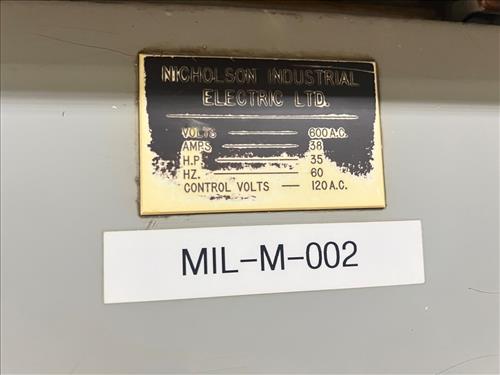 NICHOLSON INDUSTRIAL
ELECTRIC LTD.
VOLTS — 600 A.C.
AMPS — 38
H.P. — 35
HZ. — 60
CONTROL VOLTS — 120 A.C.
MIL-M-002